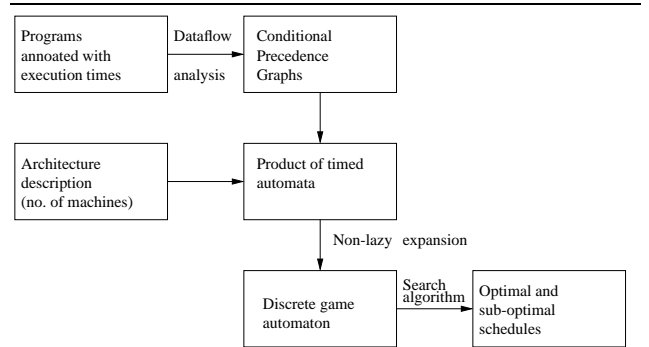 Programs
annoated with
execution times
Dataflow
analysis
Conditional
Precedence
Graphs
Architecture
description
(no. of machines)
Product of timed
automata
Non-lazy expansion
Discrete game
automaton
Search
algorithm
Optimal and
sub-optimal
schedules